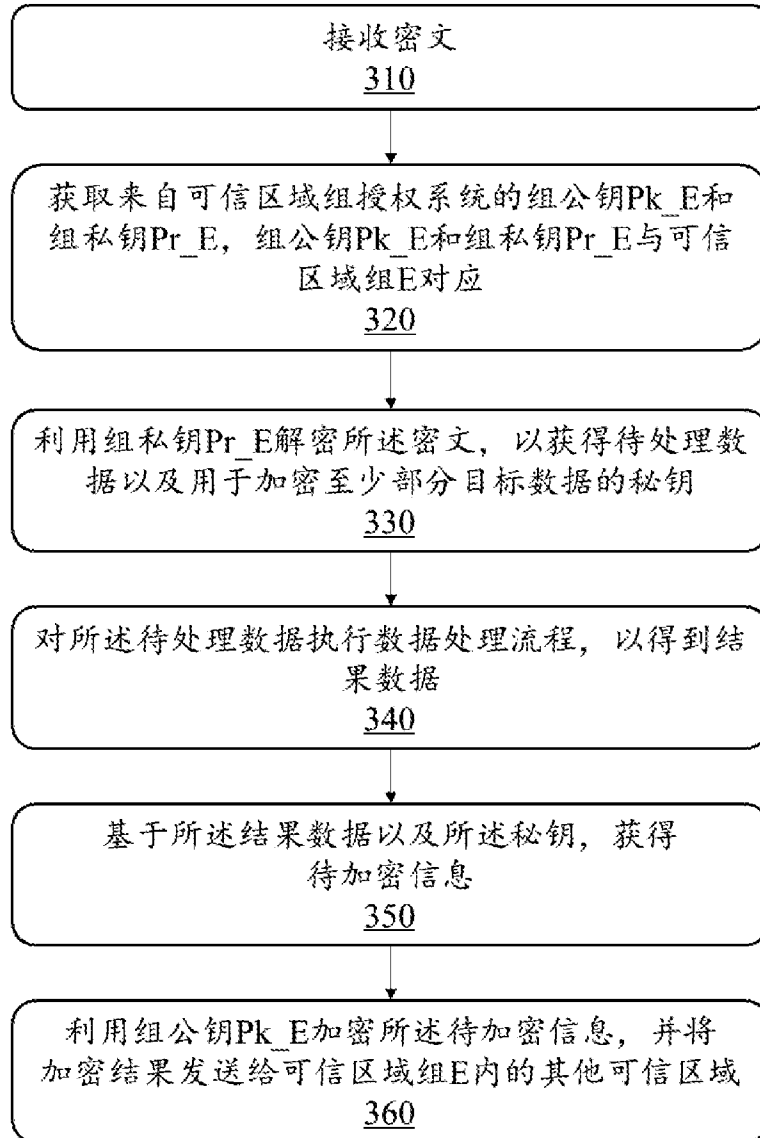 接收密文
310
获取来自可信区域组授权系统的组公钥Pk_E和
组私钥Pr_E，组公钥Pk_E和组私钥Pr_E与可信
区域组E对应
320
利用组私钥Pr_E解密所述密文，以获得待处理数
据以及用于加密至少部分目标数据的秘钥
330
对所述待处理数据执行数据处理流程，以得到结
果数据
340
基于所述结果数据以及所述秘钥，获得
待加密信息
350
利用组公钥Pk_E加密所述待加密信息，并将
加密结果发送给可信区域组E内的其他可信区域
360